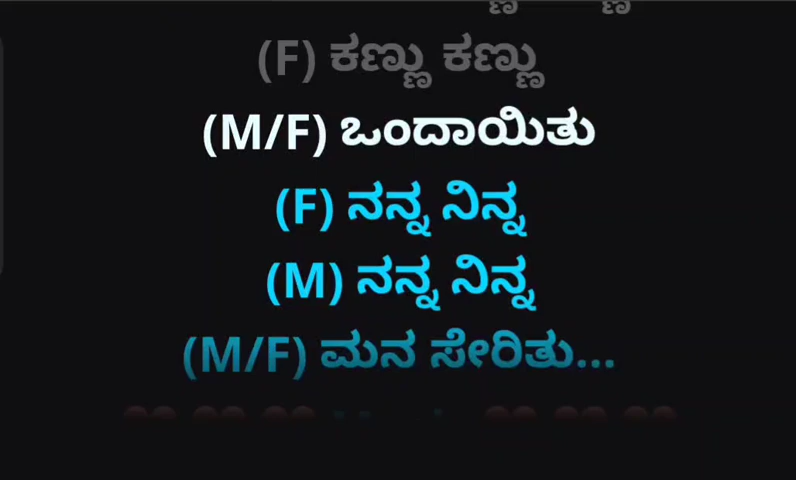 (F) ಕಣ್ಣು ಕಣ್ಣು
(M/F) ಒಂದಾಯಿತು
(F) ನನ್ನ ನಿನ್ನ
(M) ನನ್ನ ನಿನ್ನ
(M/F) ಮನ ಸೇರಿತು...